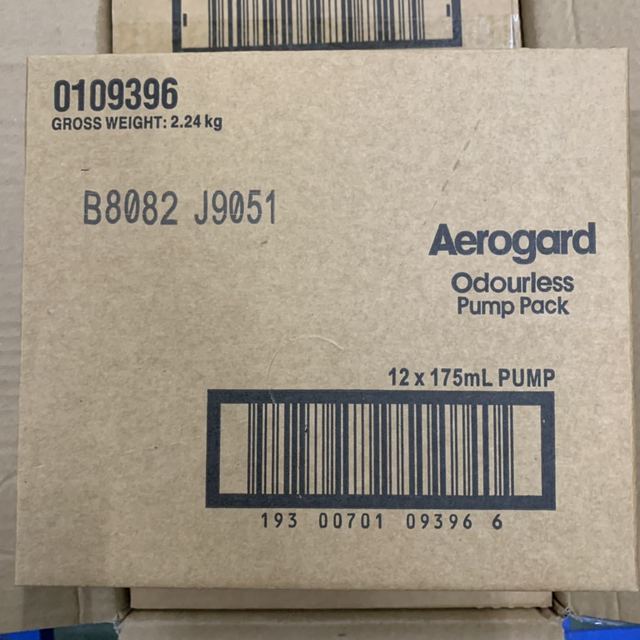 0109396
GROSS WEIGHT: 2.24 kg
B8082 J9051
Aerogard
Odourless
Pump Pack
12 x 175mL PUMP
193 00701 09396 6